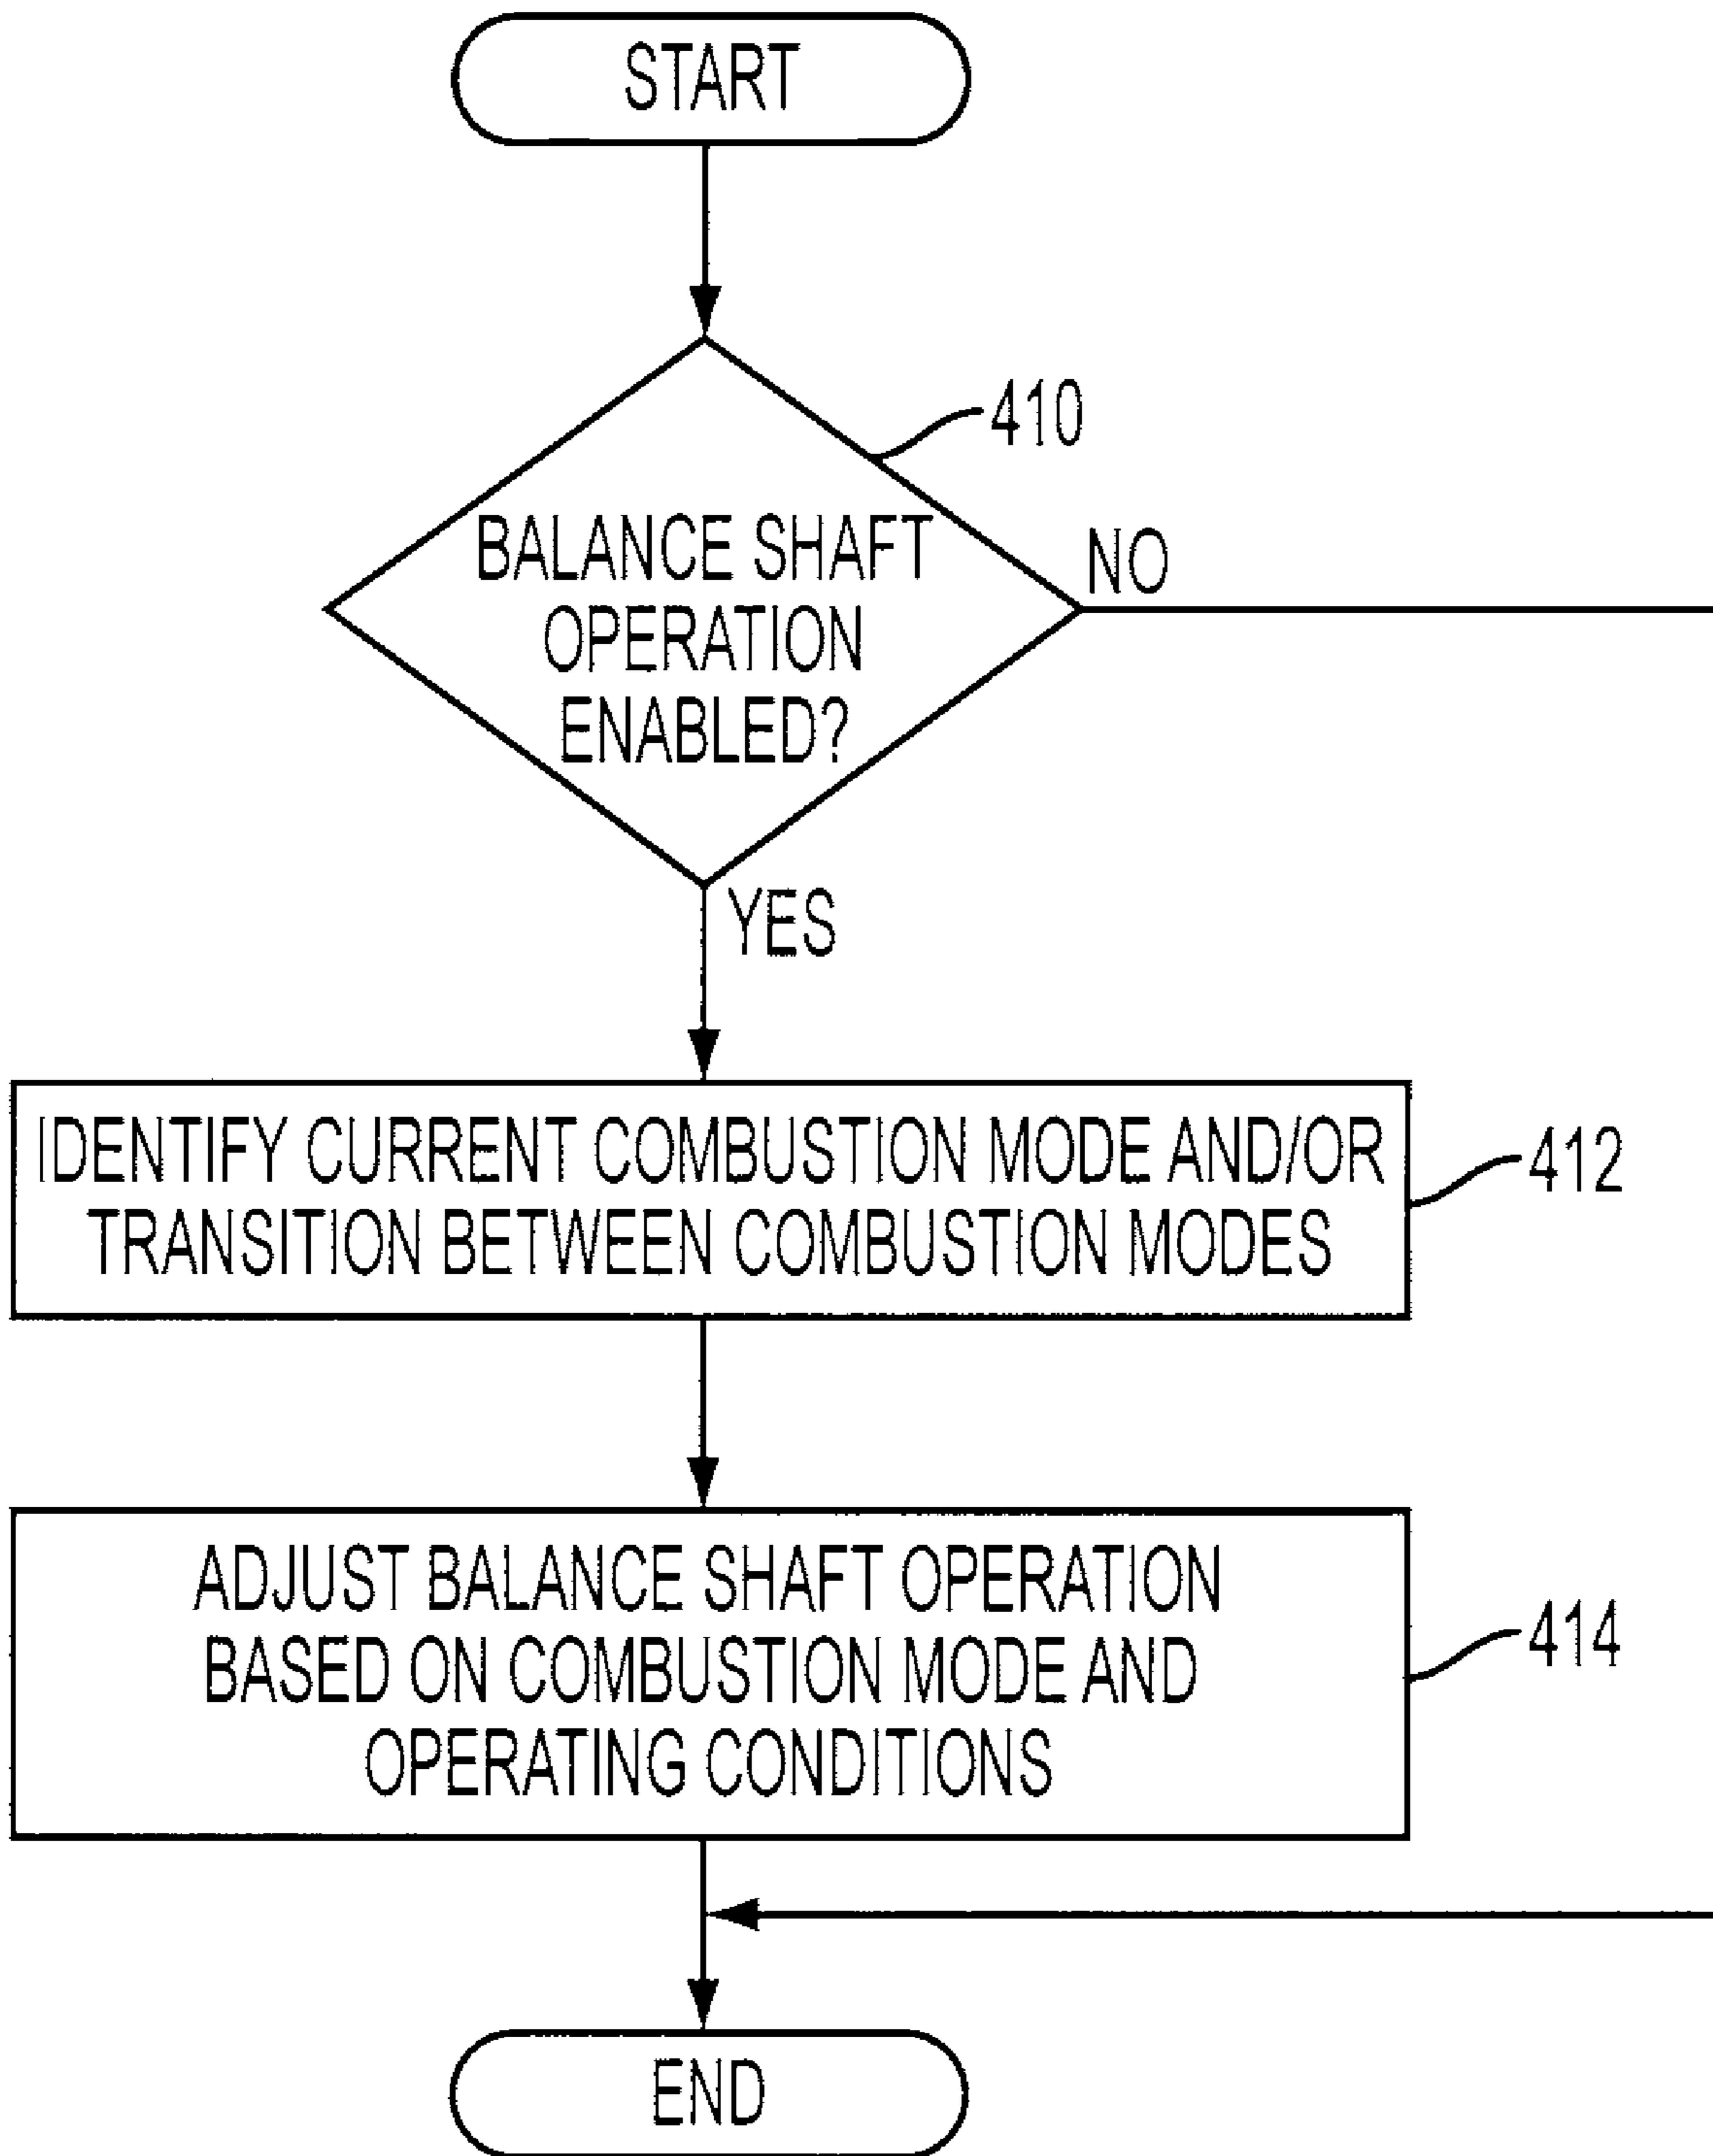 START
410
BALANCE SHAFT
OPERATION
ENABLED?
NO
YES
IDENTIFY CURRENT COMBUSTION MODE AND/OR
TRANSITION BETWEEN COMBUSTION MODES
412
ADJUST BALANCE SHAFT OPERATION
BASED ON COMBUSTION MODE AND
OPERATING CONDITIONS
414
END